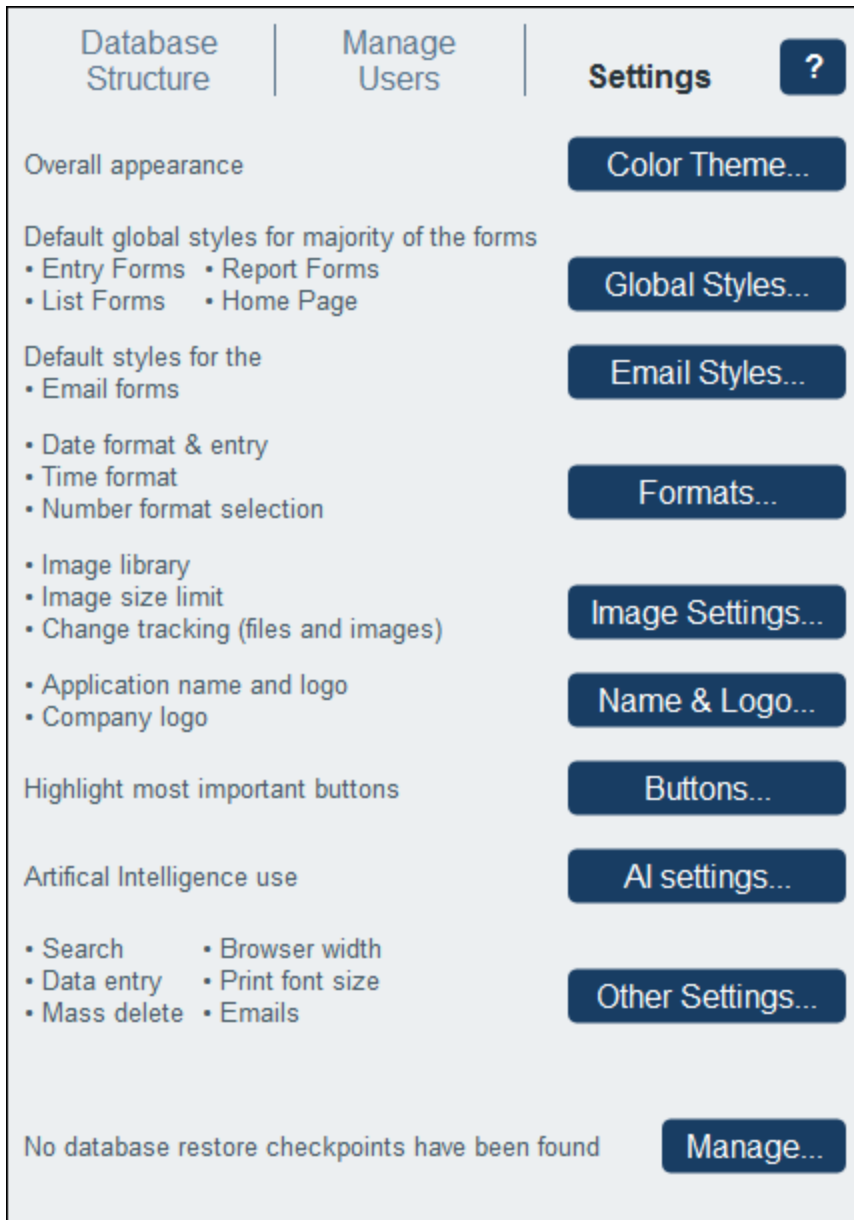 Database
Structure
Manage
Users
Settings
?
Overall appearance
Color Theme...
Default global styles for majority of the forms
• Entry Forms • Report Forms
• List Forms • Home Page
Global Styles...
Default styles for the
• Email forms
Email Styles...
• Date format & entry
• Time format
• Number format selection
Formats...
• Image library
• Image size limit
• Change tracking (files and images)
Image Settings...
• Application name and logo
• Company logo
Name & Logo...
Highlight most important buttons
Buttons...
Artifical Intelligence use
AI settings...
• Search • Browser width
• Data entry • Print font size
• Mass delete • Emails
Other Settings...
No database restore checkpoints have been found
Manage...